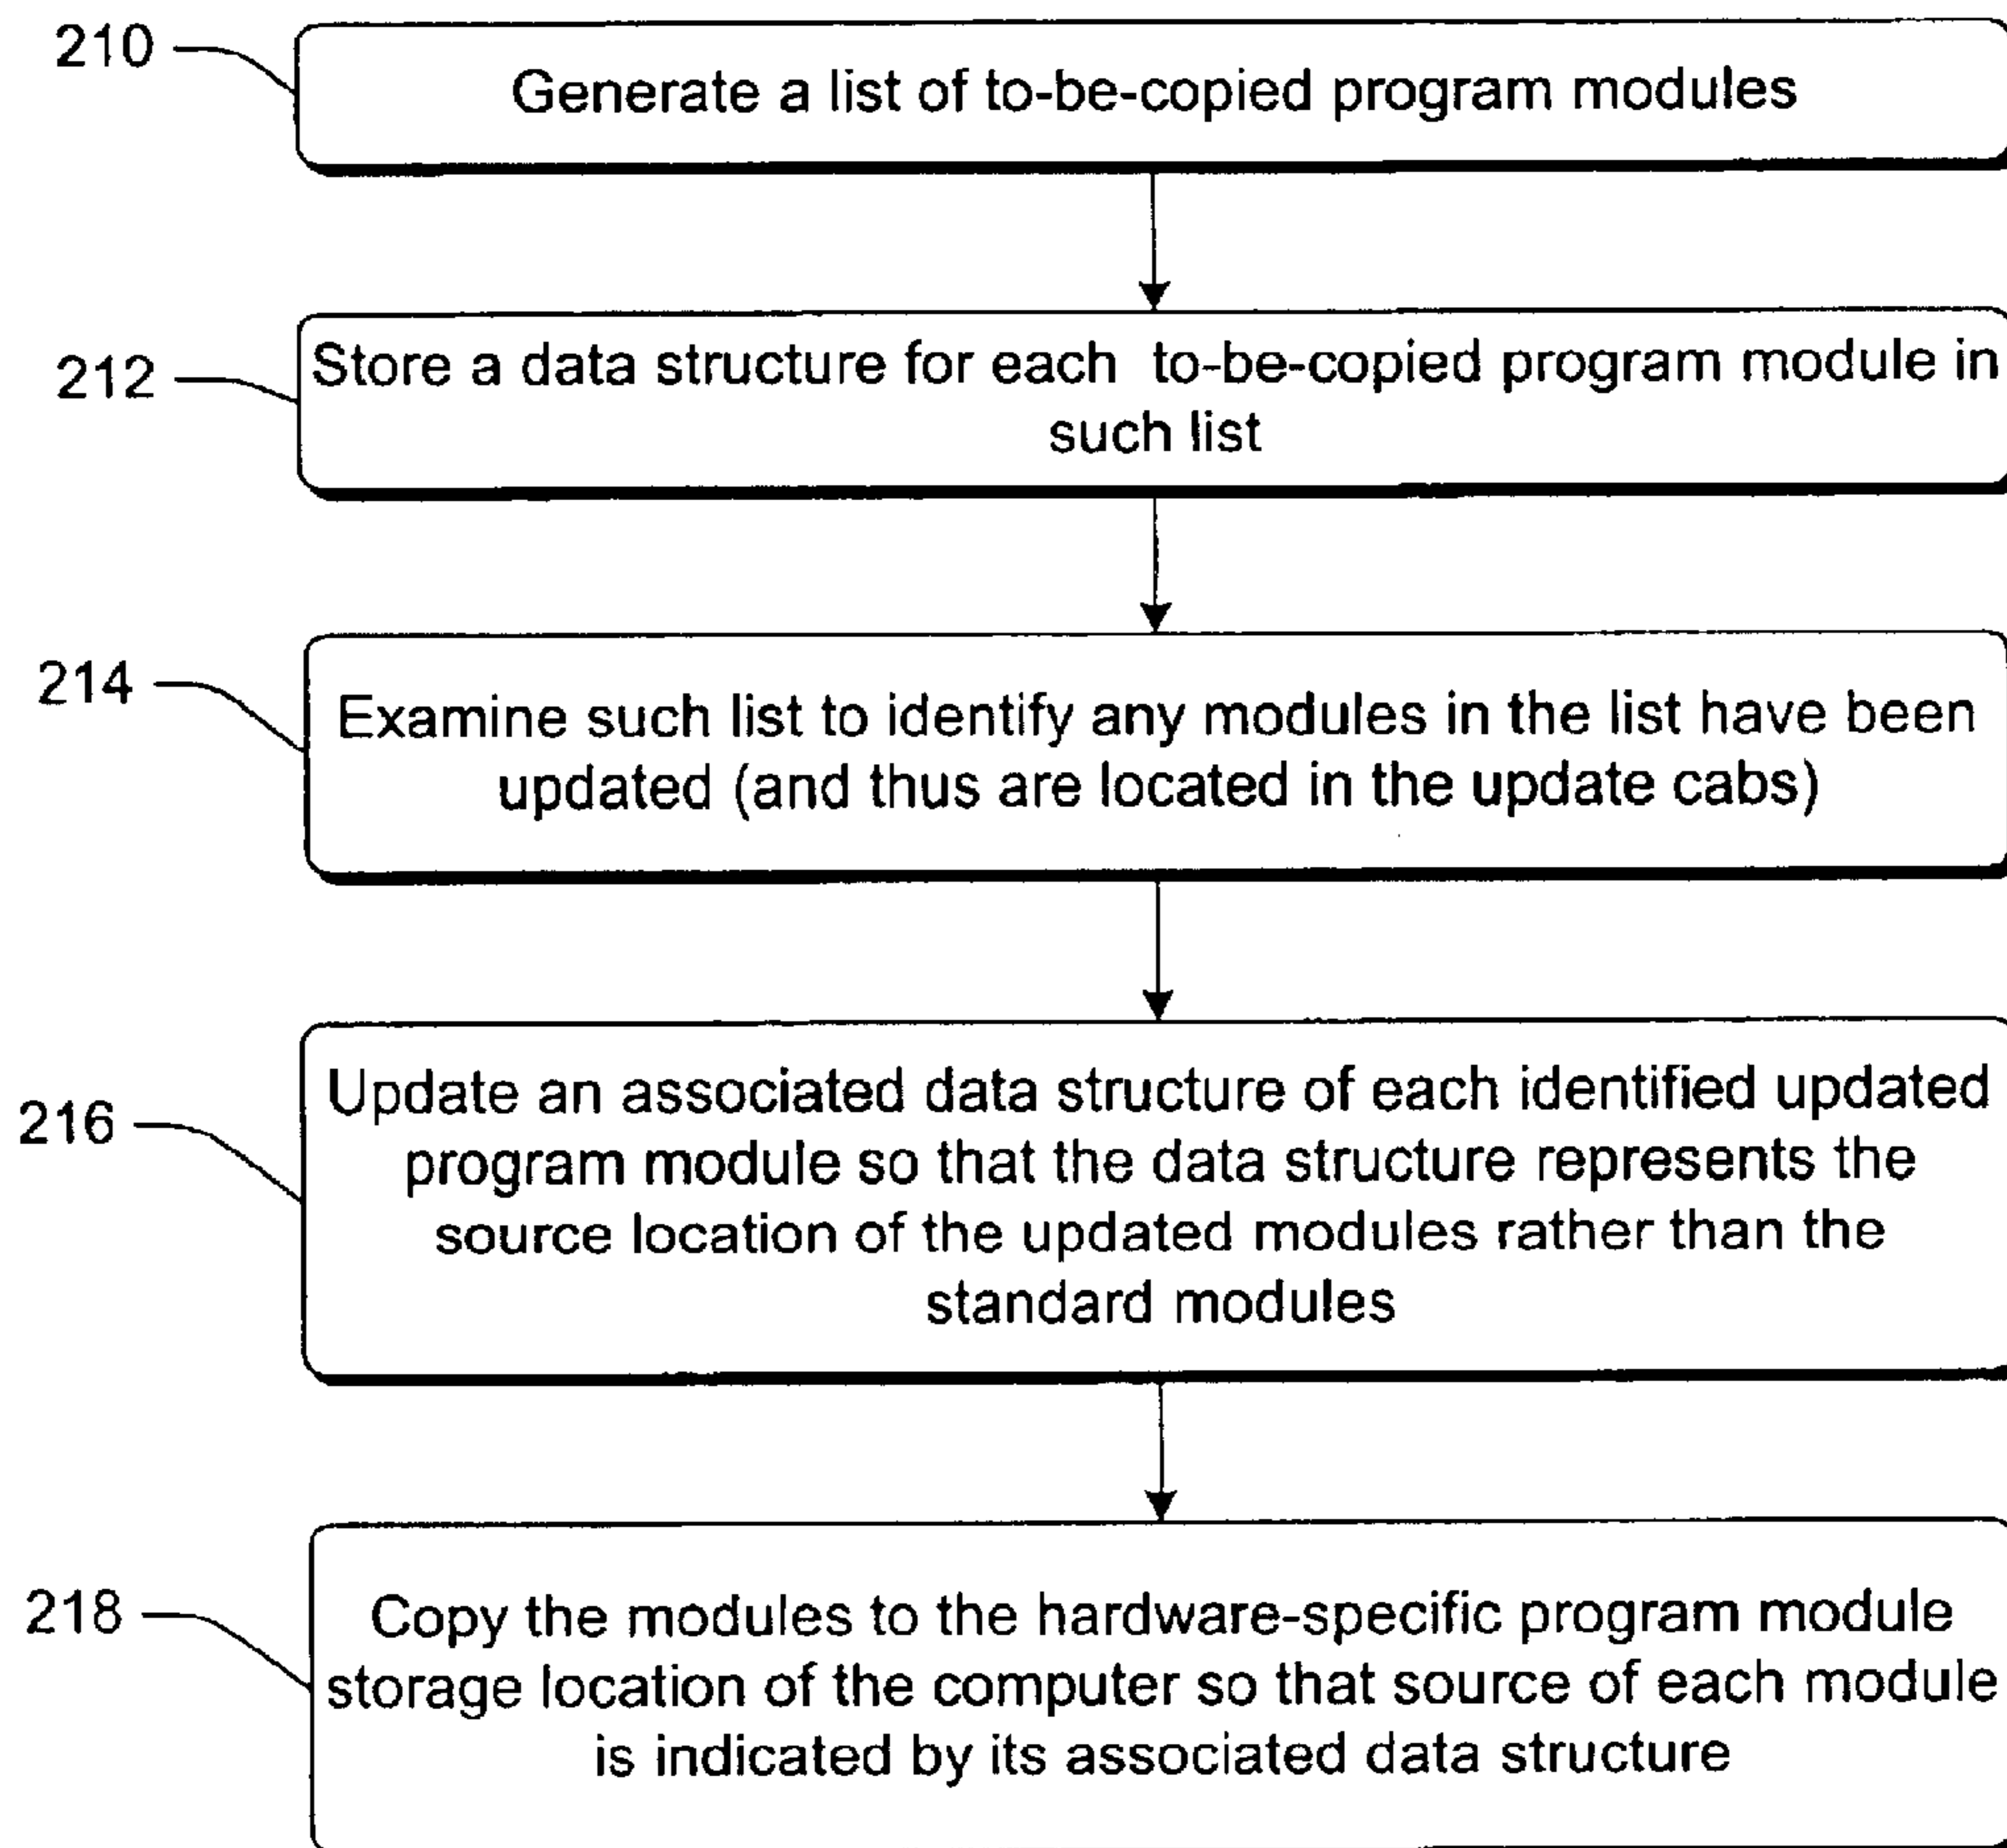 210
Generate a list of to-be-copied program modules
212
Store a data structure for each to-be-copied program module in
such list
214
Examine such list to identify any modules in the list have been
updated (and thus are located in the update cabs)
216
Update an associated data structure of each identified updated
program module so that the data structure represents the
source location of the updated modules rather than the
standard modules
218
Copy the modules to the hardware-specific program module
storage location of the computer so that source of each module
is indicated by its associated data structure